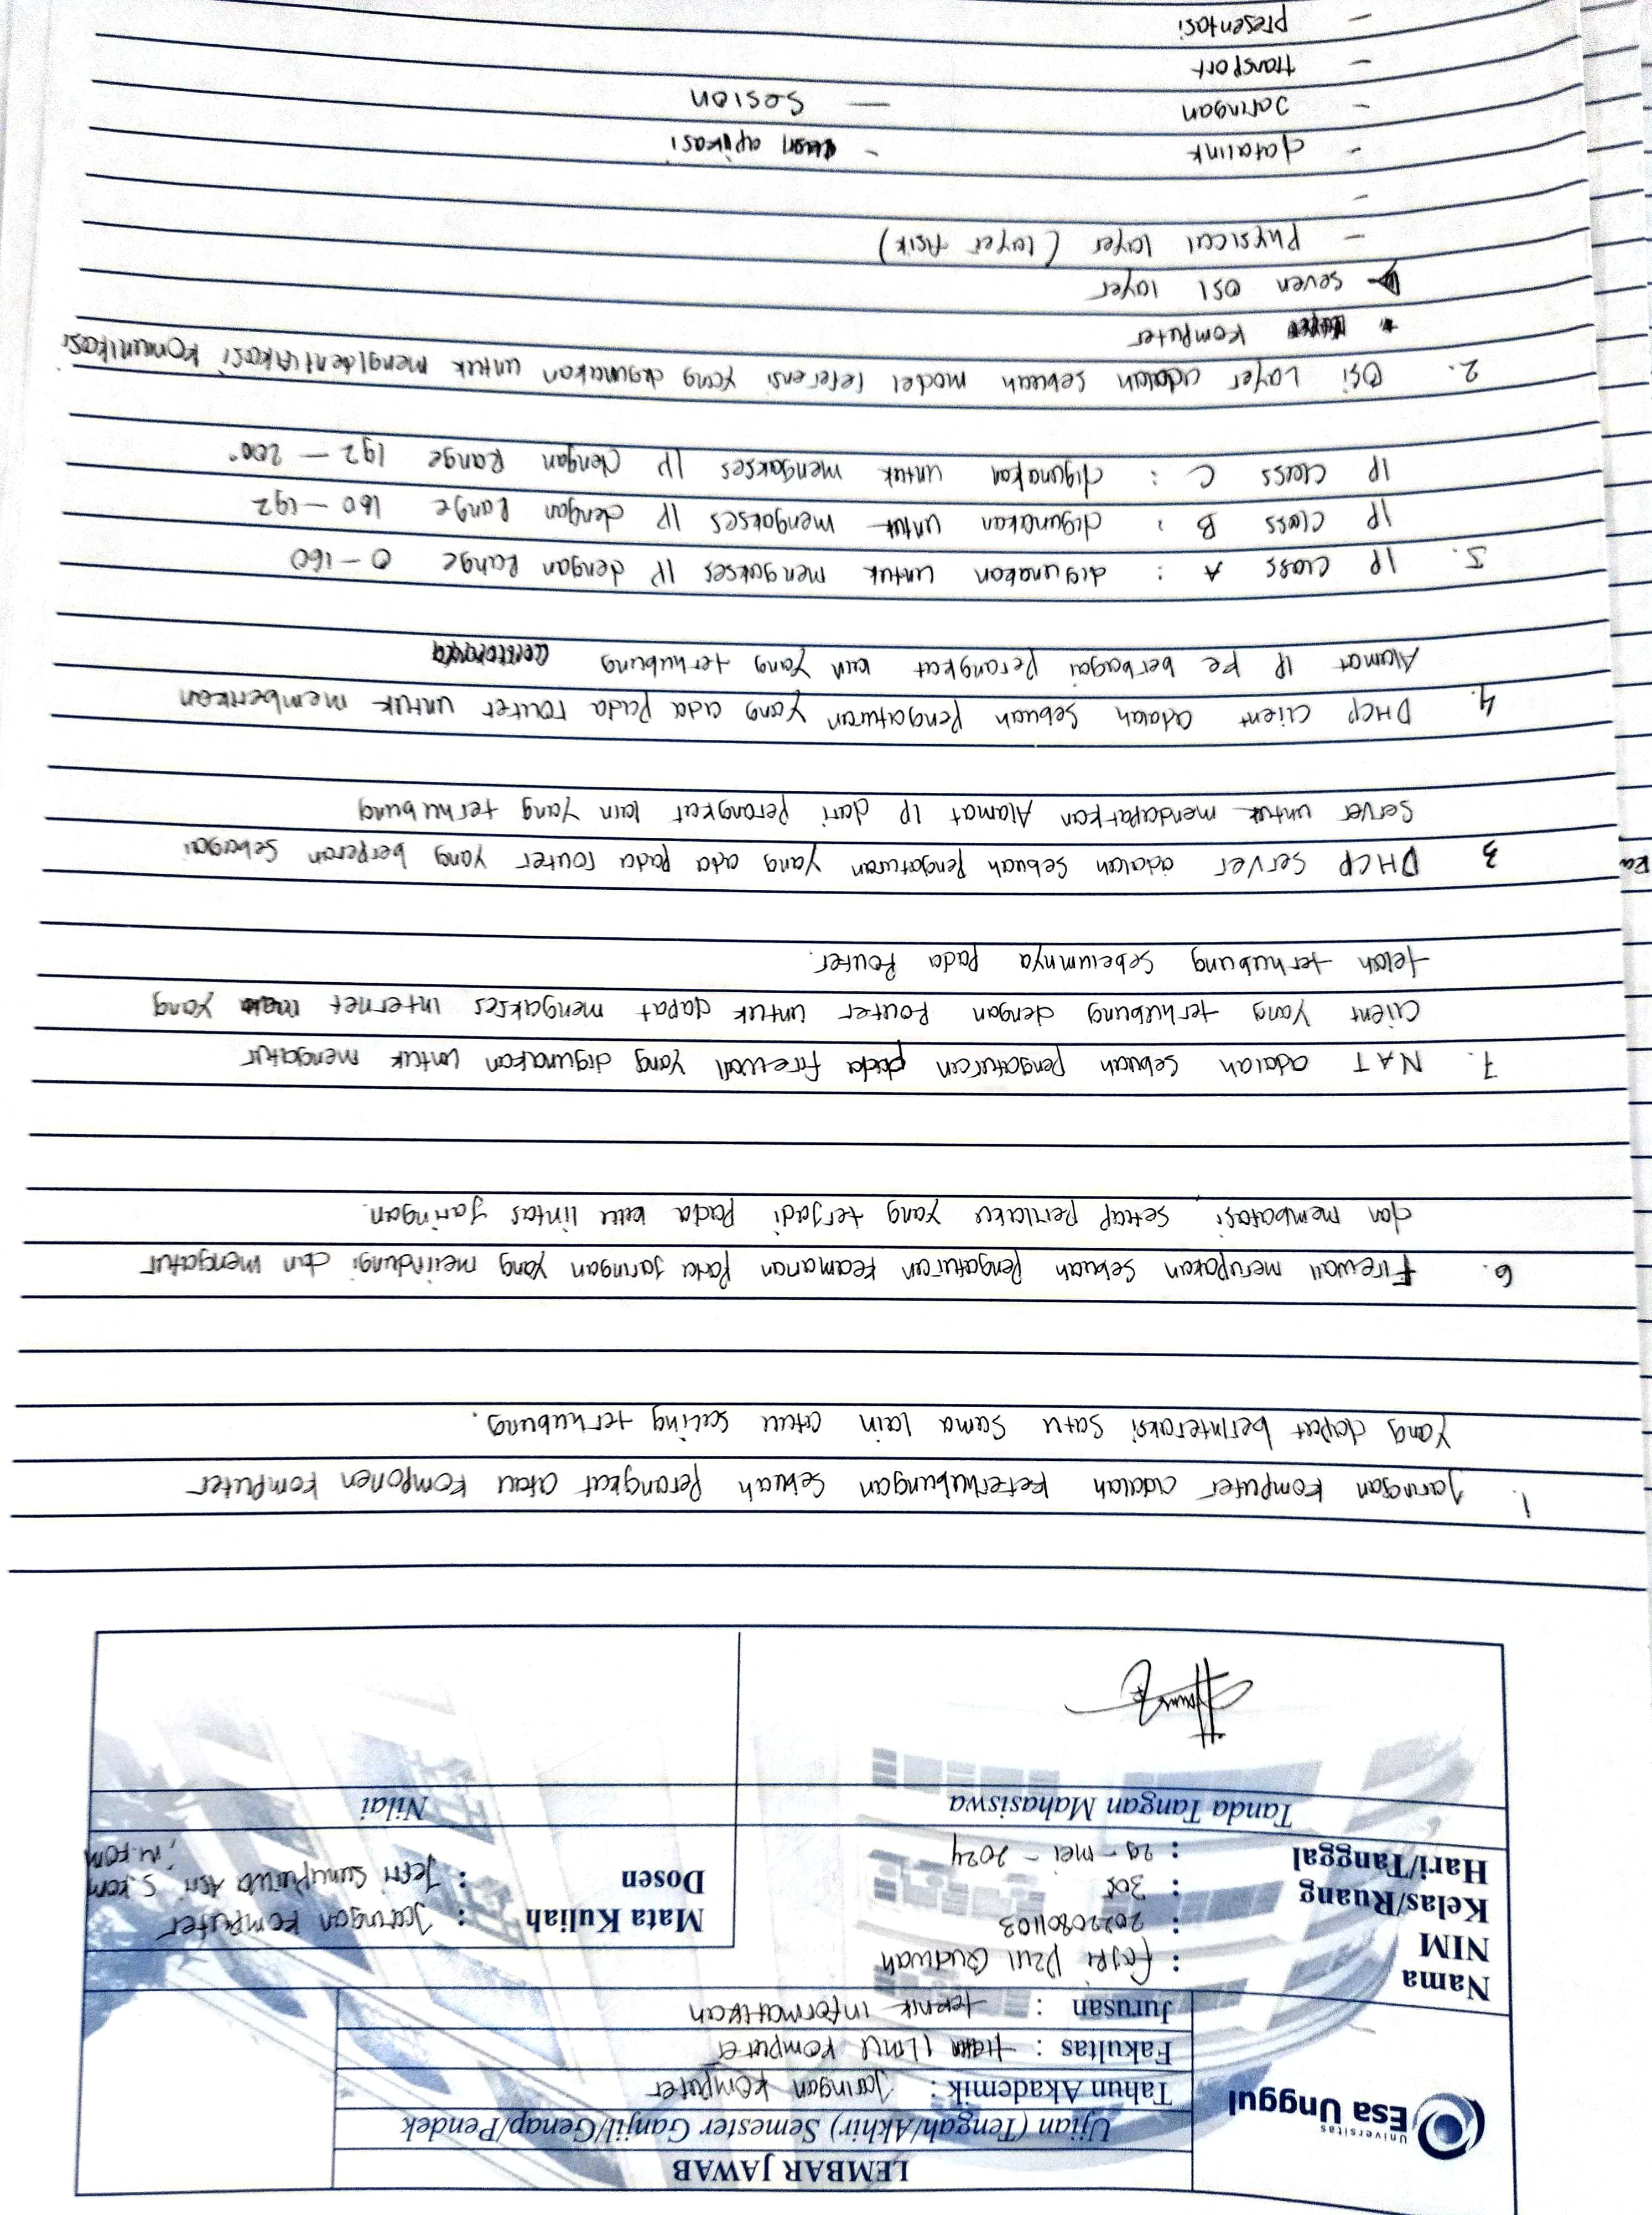 Universitas
Esa Unggul
LEMBAR JAWAB
Ujian (Tengah/Akhir) Semester Ganjil/Genap/Pendek
Tahun Akademik : Jaringan Komputer
Fakultas : Ilmu Komputer
Jurusan : teknik informatikan
Nama : Fajri Dzul Qudwah
NIM : 20220801103
Kelas/Ruang : 305
Hari/Tanggal : 29 - mei - 2024
Mata Kuliah : Jaringan Komputer
Dosen : Jefri Sunupurwa Asri, S.Kom
, M.KOM
Tanda Tangan Mahasiswa
Nilai
1. Jaringan Komputer adalah keterhubungan sebuah Perangkat atau Komponen Komputer
Yang dapat berinteraksi satu sama lain atau saling terhubung.
6. Firewall merupakan sebuah Pengaturan keamanan Pada Jaringan yang melindungi dan mengatur
dan membatasi setiap perilaku yang terjadi pada lalu lintas Jaringan.
7. NAT adalah sebuah pengaturan pada firewall yang digunakan untuk mengatur
Client Yang terhubung dengan Router untuk dapat mengakses internet yang
telah terhubung sebelumnya pada Router.
Ra
3 DHCP Server adalah sebuah Pengaturan yang ada pada router yang berperan sebagai
Server untuk mendapatkan Alamat IP dari Perangkat lain Yang terhubung
4. DHCP Client adalah sebuah Pengaturan yang ada pada router untuk memberikan
Alamat IP ke berbagai Perangkat lain Yang terhubung
5. IP Class A : digunakan untuk mengakses IP dengan Range 0 - 160
IP Class B : digunakan untuk mengakses IP dengan Range 160 - 192
IP Class C : digunakan untuk mengakses IP dengan Range 192 - 200
2. Osi Layer adalah sebuah model referensi yang digunakan untuk mengidentifikasi komunikasi
komputer
seven OSI layer
- Physical layer (layer fisik)
-
- datalink
- apikasi
- Jaringan
- Sesion
- transport
- presentasi